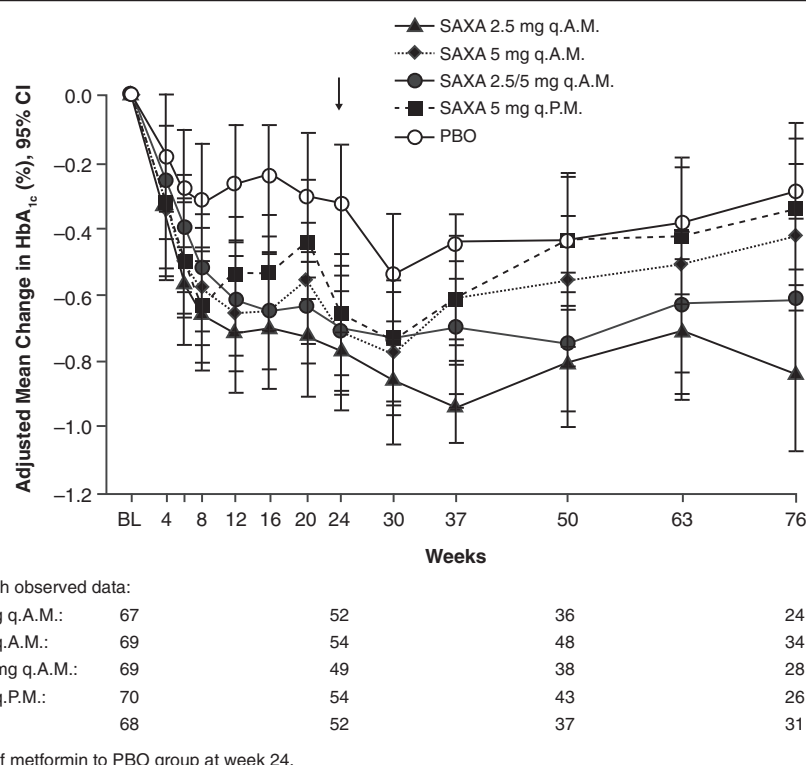 SAXA 2.5 mg q.A.M.
SAXA 5 mg q.A.M.
SAXA 2.5/5 mg q.A.M.
SAXA 5 mg q.P.M.
PBO
Adjusted Mean Change in HbA1c (%), 95% CI
0.0
−0.2
−0.4
−0.6
−0.8
−1.0
−1.2
BL 4 8 12 16 20 24 30 37 50 63 76
Weeks
h observed data:
g q.A.M.: 67 52 36 24
q.A.M.: 69 54 48 34
mg q.A.M.: 69 49 38 28
q.P.M.: 70 54 43 26
68 52 37 31
of metformin to PBO group at week 24.